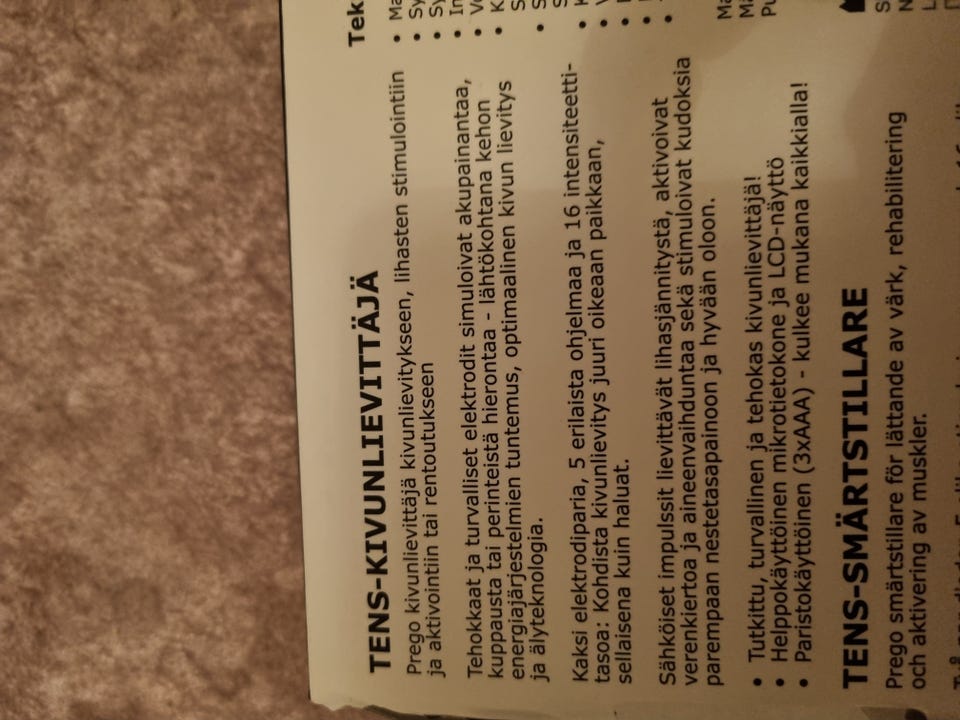 TENS-KIVUNLIEVITTÄJÄ
Prego kivunlievittäjä kivunlievitykseen, lihasten stimulointiin
ja aktivointiin tai rentoutukseen
Tehokkaat ja turvalliset elektrodit simuloivat akupainantaa,
kuppausta tai perinteistä hierontaa - lähtökohtana kehon
energiajärjestelmien tuntemus, optimaalinen kivun lievitys
ja älyteknologia.
Kaksi elektrodiparia, 5 erilaista ohjelmaa ja 16 intensiteetti-
tasoa: Kohdista kivunlievitys juuri oikeaan paikkaan,
sellaisena kuin haluat.
Sähköiset impulssit lievittävät lihasjännitystä, aktivoivat
verenkiertoa ja aineenvaihduntaa sekä stimuloivat kudoksia
parempaan nestetasapainoon ja hyvään oloon.
• Tutkittu, turvallinen ja tehokas kivunlievittäjä!
• Helppokäyttöinen mikrotietokone ja LCD-näyttö
• Paristokäyttöinen (3xAAA) - kulkee mukana kaikkialla!
TENS-SMÄRTSTILLARE
Prego smärtstillare för lättande av värk, rehabilitering
och aktivering av muskler.
Tek